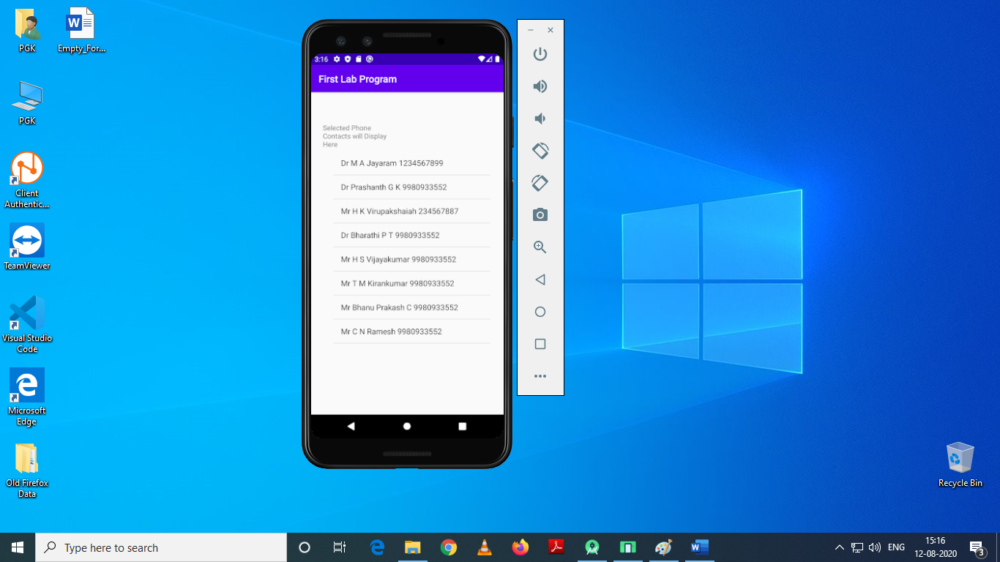 PGK
Empty_For...
PGK
Client
Authentic...
TeamViewer
Visual Studio
Code
Microsoft
Edge
Old Firefox
Data
3:16
First Lab Program
Selected Phone
Contacts will Display
Here
Dr M A Jayaram 1234567899
Dr Prashanth G K 9980933552
Mr H K Virupakshaiah 234567887
Dr Bharathi P T 9980933552
Mr H S Vijayakumar 9980933552
Mr T M Kirankumar 9980933552
Mr Bhanu Prakash C 9980933552
Mr C N Ramesh 9980933552
Recycle Bin
Type here to search
ENG
15:16
12-08-2020
3